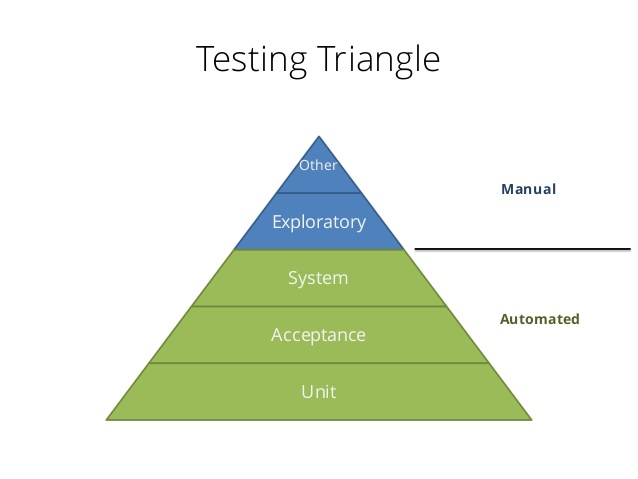 Testing Triangle
Other
Manual
Exploratory
System
Automated
Acceptance
Unit